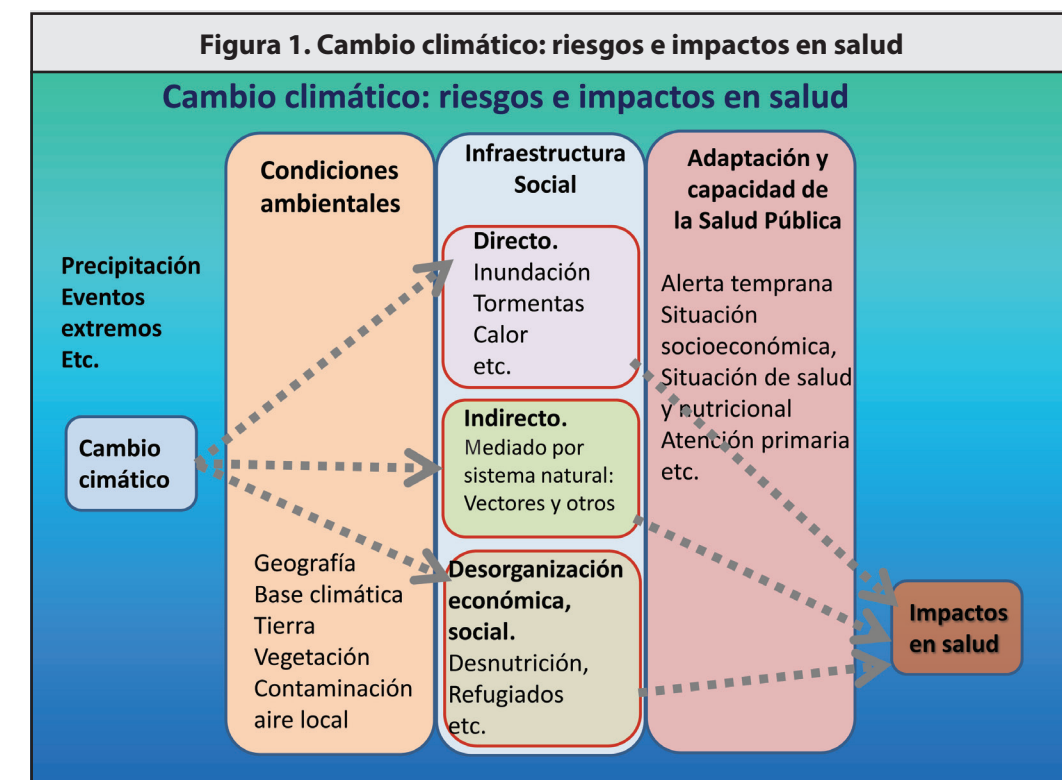 Figura 1. Cambio climático: riesgos e impactos en salud
Cambio climático: riesgos e impactos en salud
Precipitación
Eventos
extremos
Etc.
Cambio
cimático
Condiciones
ambientales
Geografía
Base climática
Tierra
Vegetación
Contaminación
aire local
Infraestructura
Social
Directo.
Inundación
Tormentas
Calor
etc.
Indirecto.
Mediado por
sistema natural:
Vectores y otros
Desorganización
económica,
social.
Desnutrición,
Refugiados
etc.
Adaptación y
capacidad de
la Salud Pública
Alerta temprana
Situación
socioeconómica,
Situación de salud
y nutricional
Atención primaria
etc.
Impactos
en salud